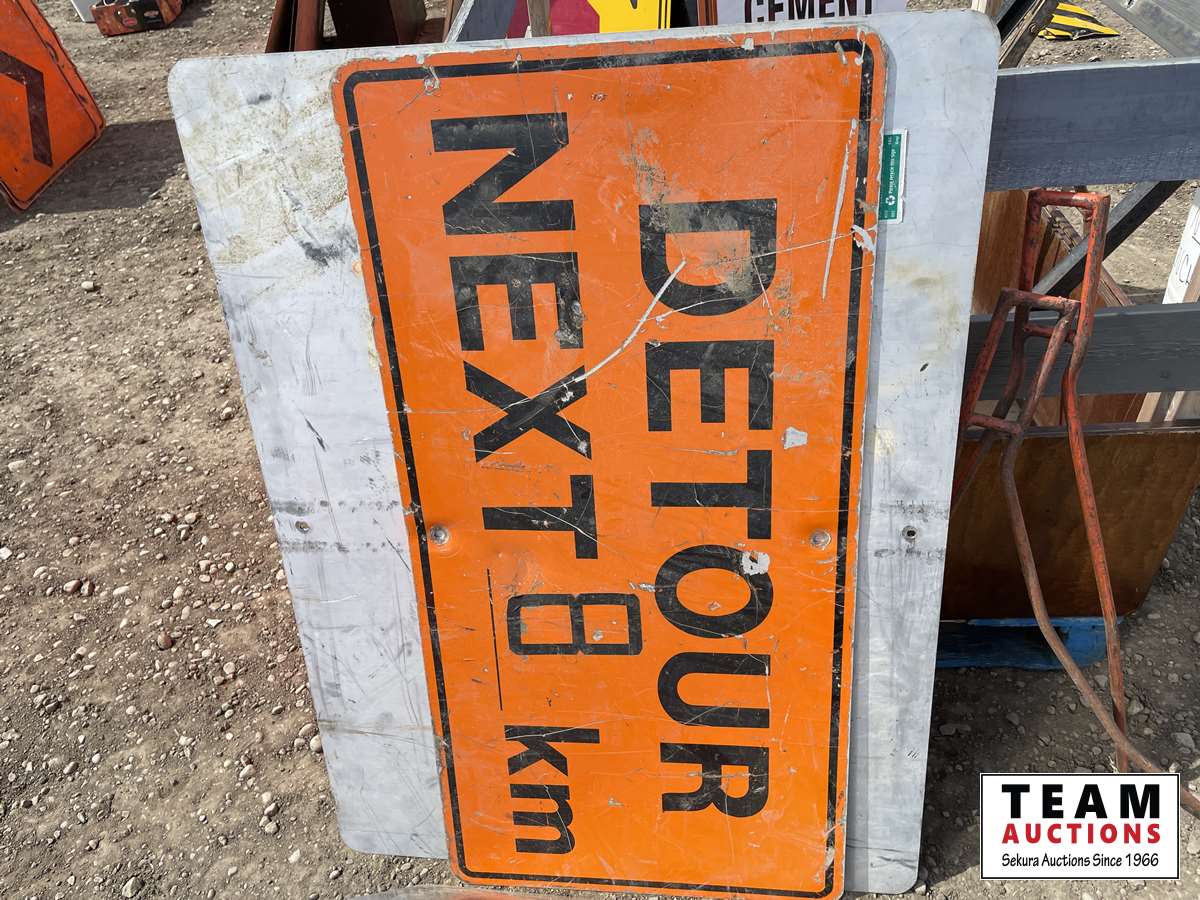 DETOUR
NEXT 8 km
CEMENT
TEAM
AUCTIONS
Sekura Auctions Since 1966